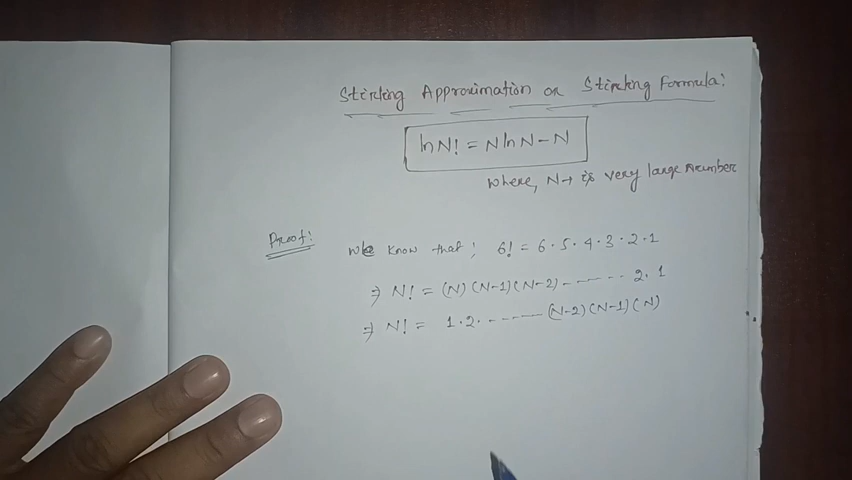 Stirling Approximation or Stirling Formula:
ln N! = N ln N - N
where, N → is very large Number
Proof:
We know that; 6! = 6 · 5 · 4 · 3 · 2 · 1
⇒ N! = (N) (N-1) (N-2) - - - - - - - 2 · 1
⇒ N! = 1 · 2 · - - - - - - - (N-2) (N-1) (N)